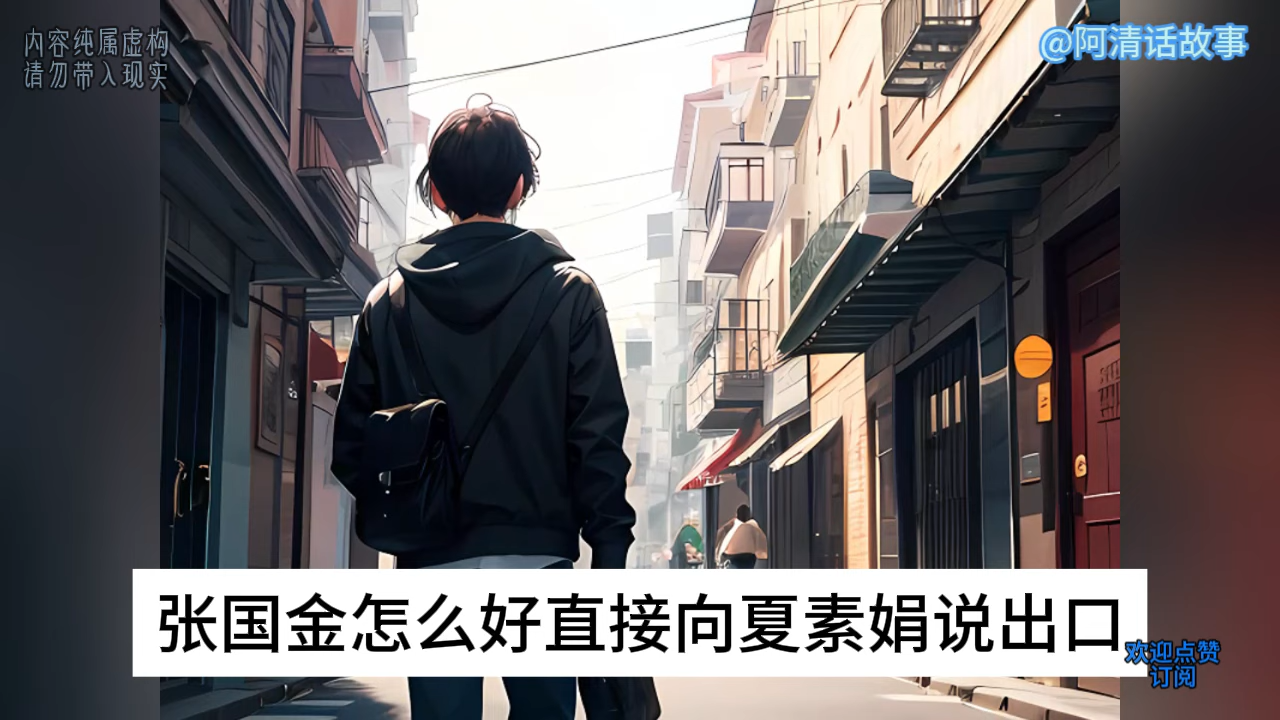 内容纯属虚构
请勿带入现实
@阿清话故事
张国金怎么好直接向夏素娟说出口
欢迎点赞
订阅